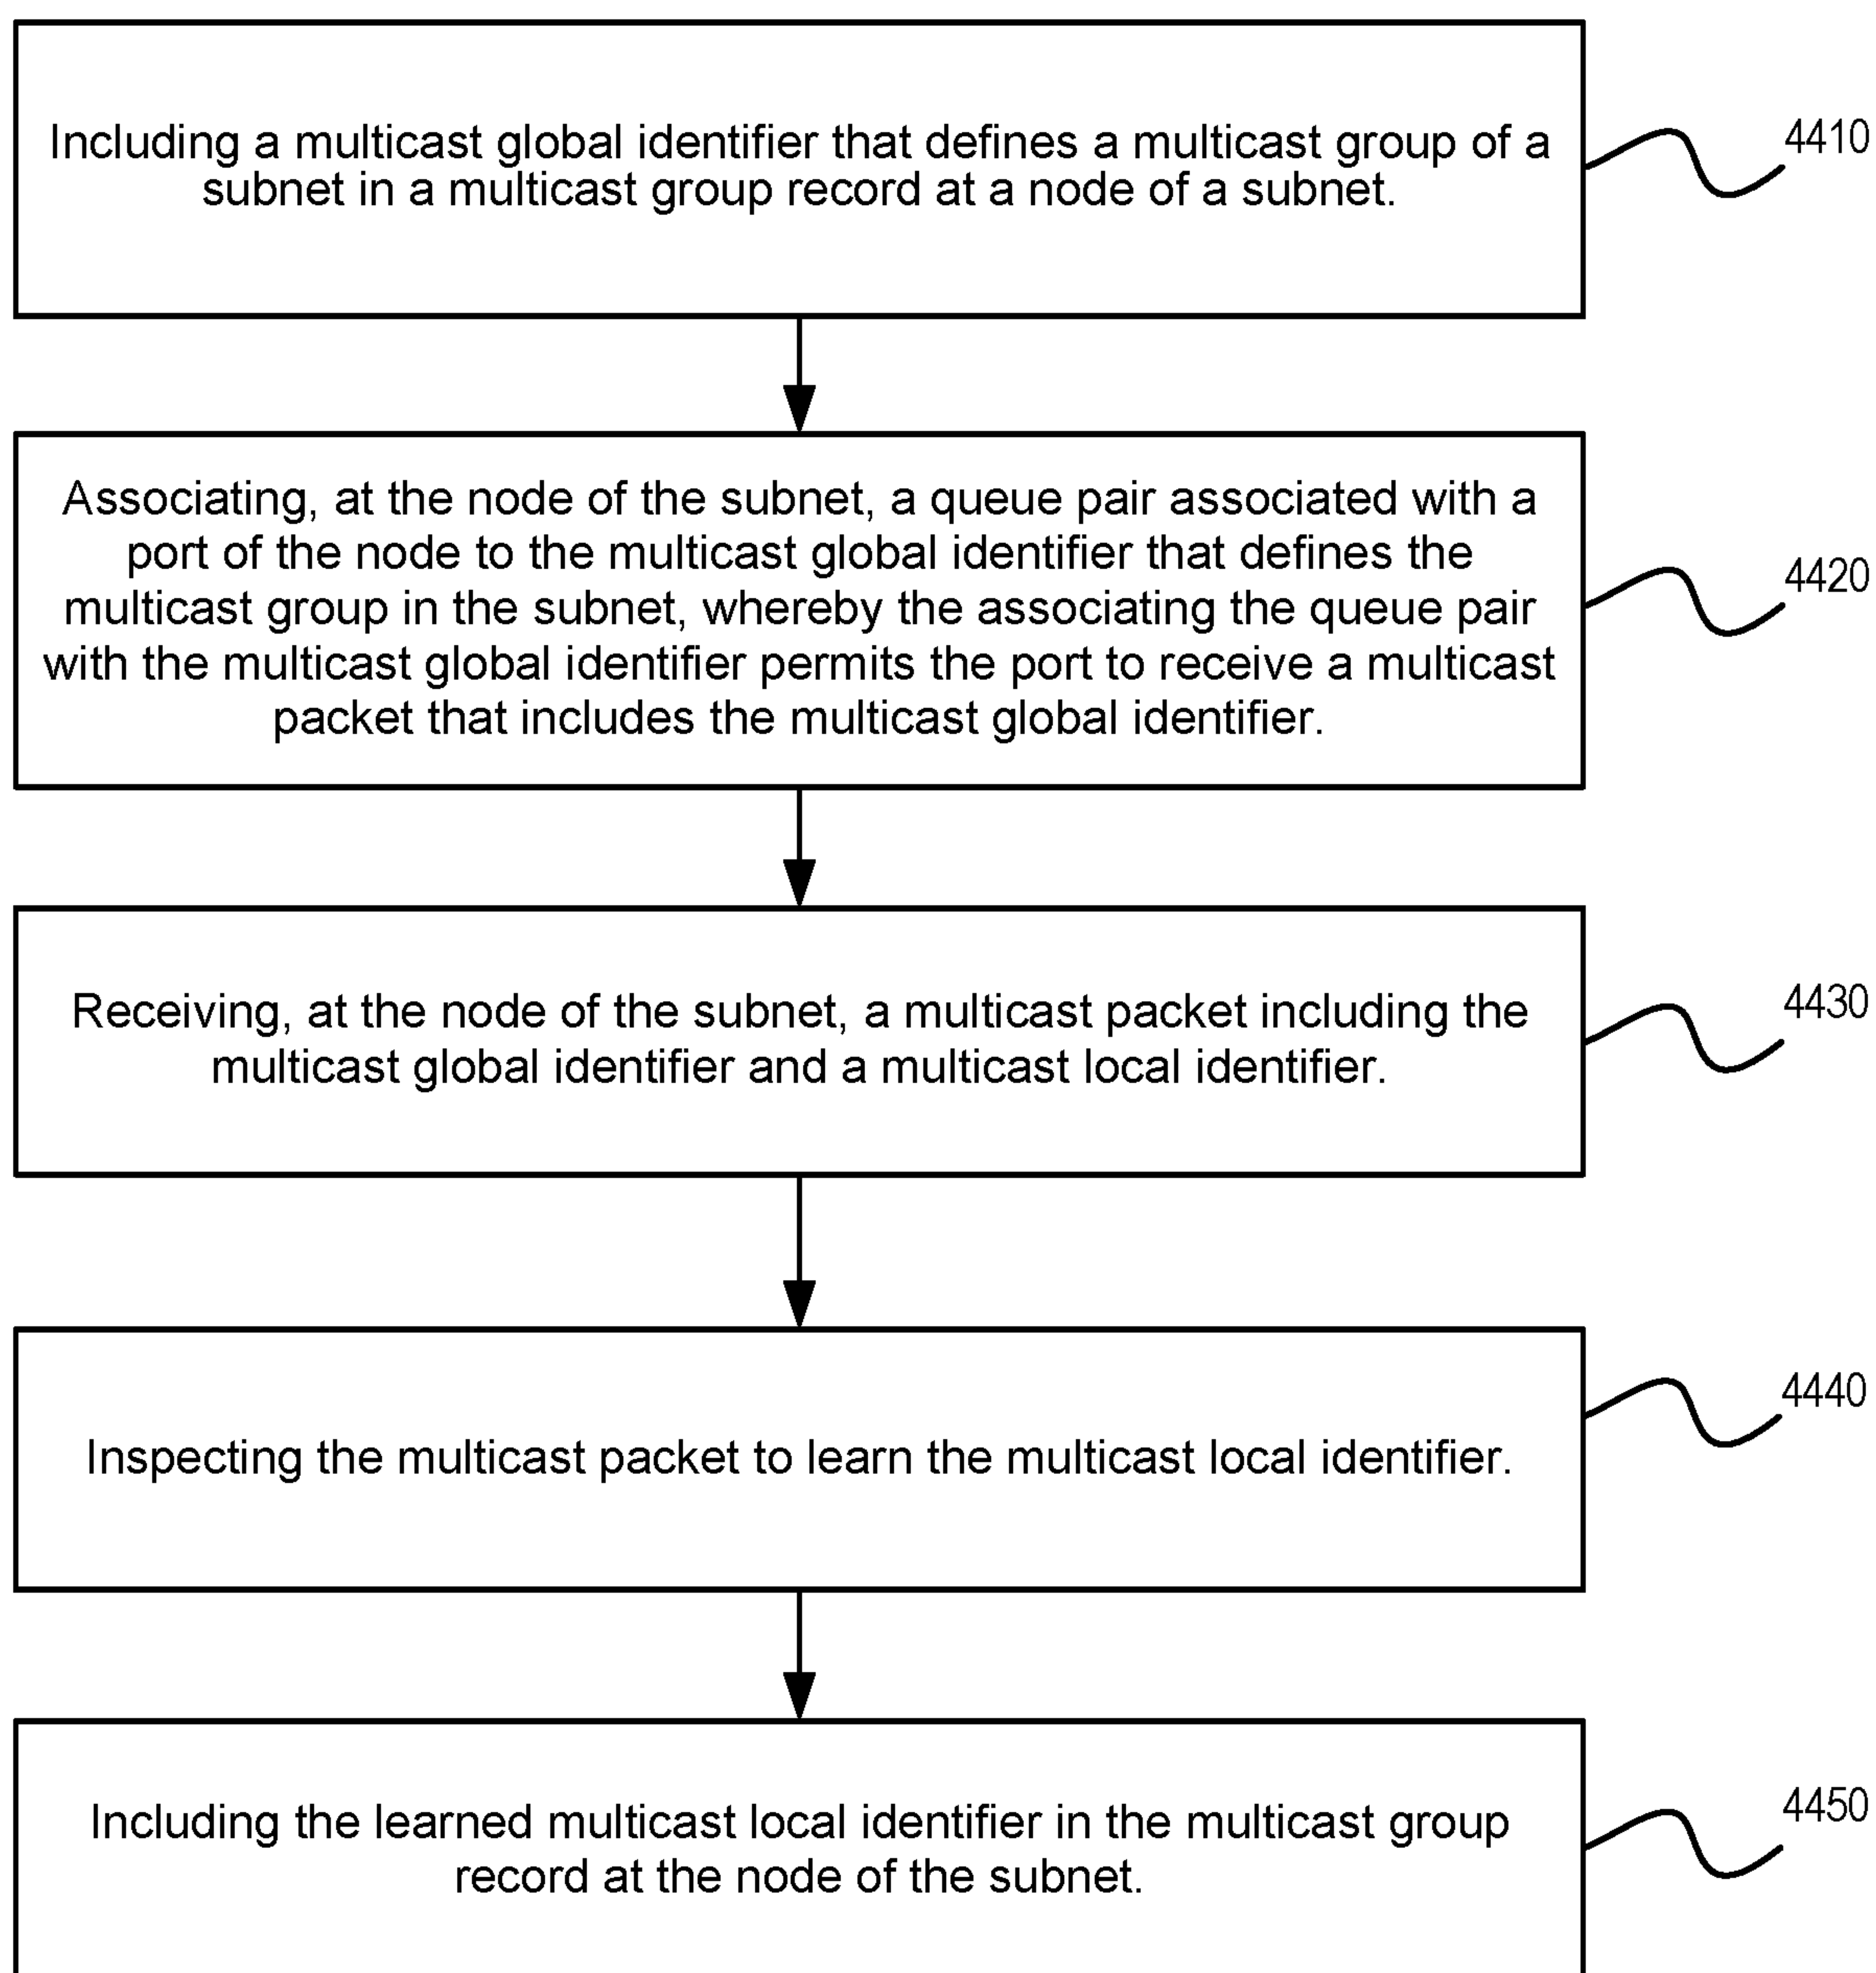 Including a multicast global identifier that defines a multicast group of a
subnet in a multicast group record at a node of a subnet.
4410
Associating, at the node of the subnet, a queue pair associated with a
port of the node to the multicast global identifier that defines the
multicast group in the subnet, whereby the associating the queue pair
with the multicast global identifier permits the port to receive a multicast
packet that includes the multicast global identifier.
4420
Receiving, at the node of the subnet, a multicast packet including the
multicast global identifier and a multicast local identifier.
4430
Inspecting the multicast packet to learn the multicast local identifier.
4440
Including the learned multicast local identifier in the multicast group
record at the node of the subnet.
4450